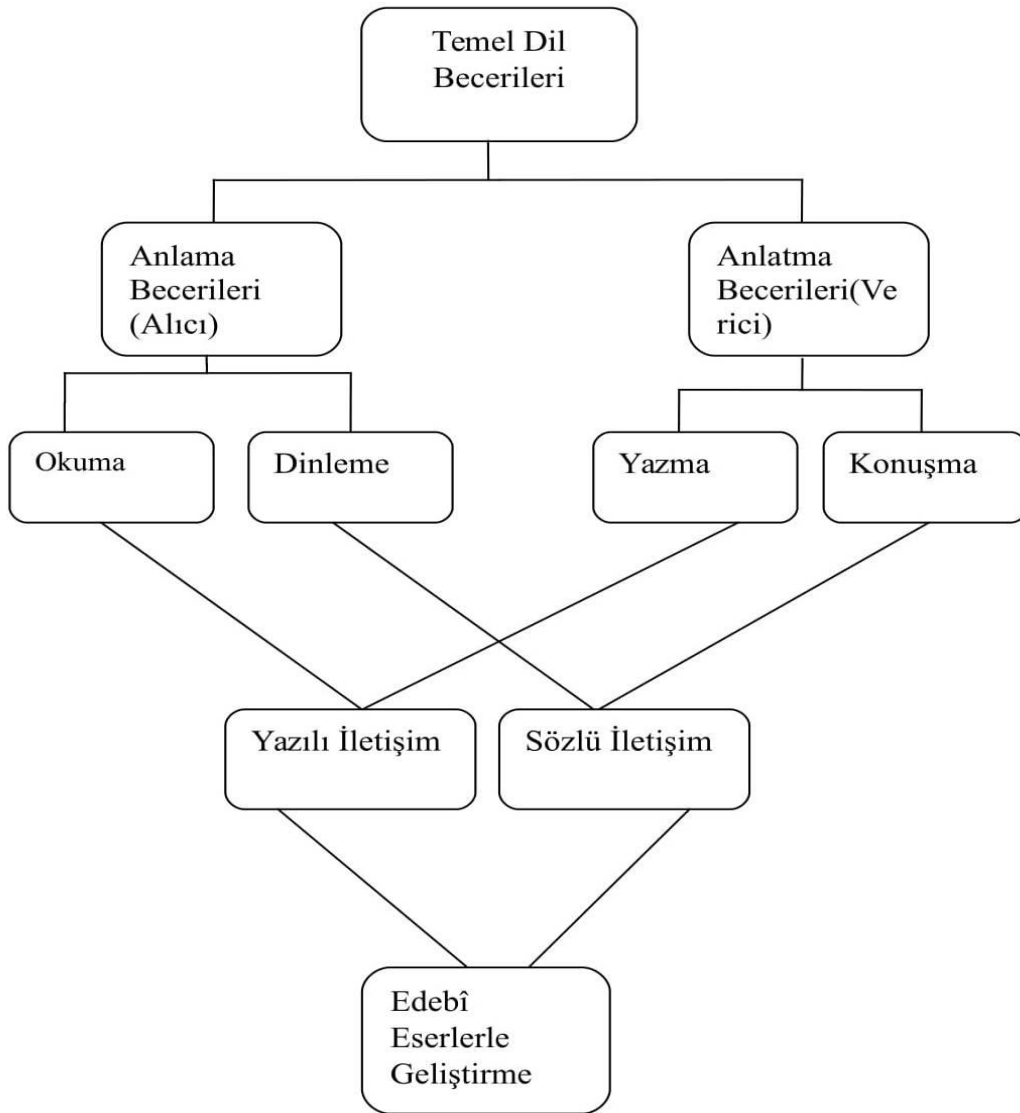 Temel Dil
Becerileri
Anlama
Becerileri
(Alıcı)
Anlatma
Becerileri(Ve
rici)
Okuma
Dinleme
Yazma
Konuşma
Yazılı İletişim
Sözlü İletişim
Edebî
Eserlerle
Geliştirme